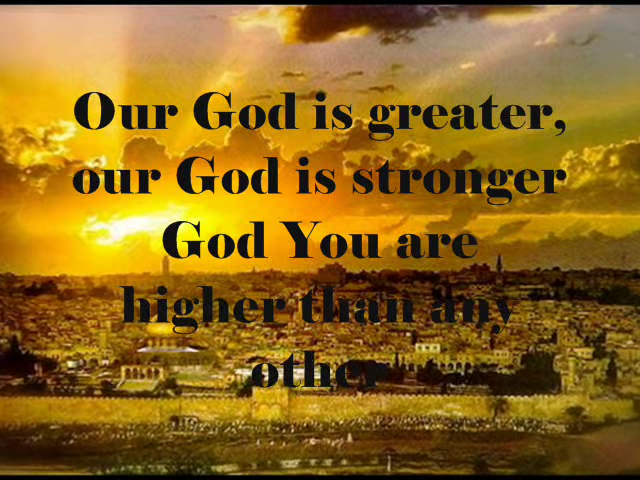 Our God is greater,
our God is stronger
God You are
higher than any
other